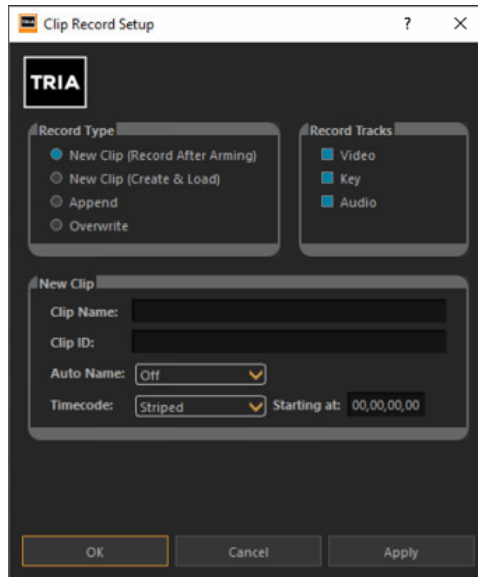 Clip Record Setup ?
TRIA
Record Type
New Clip (Record After Arming)
New Clip (Create & Load)
Append
Overwrite
Record Tracks
Video
Key
Audio
New Clip
Clip Name:
Clip ID:
Auto Name: Off
Timecode: Striped Starting at: 00,00,00,00
OK Cancel Apply